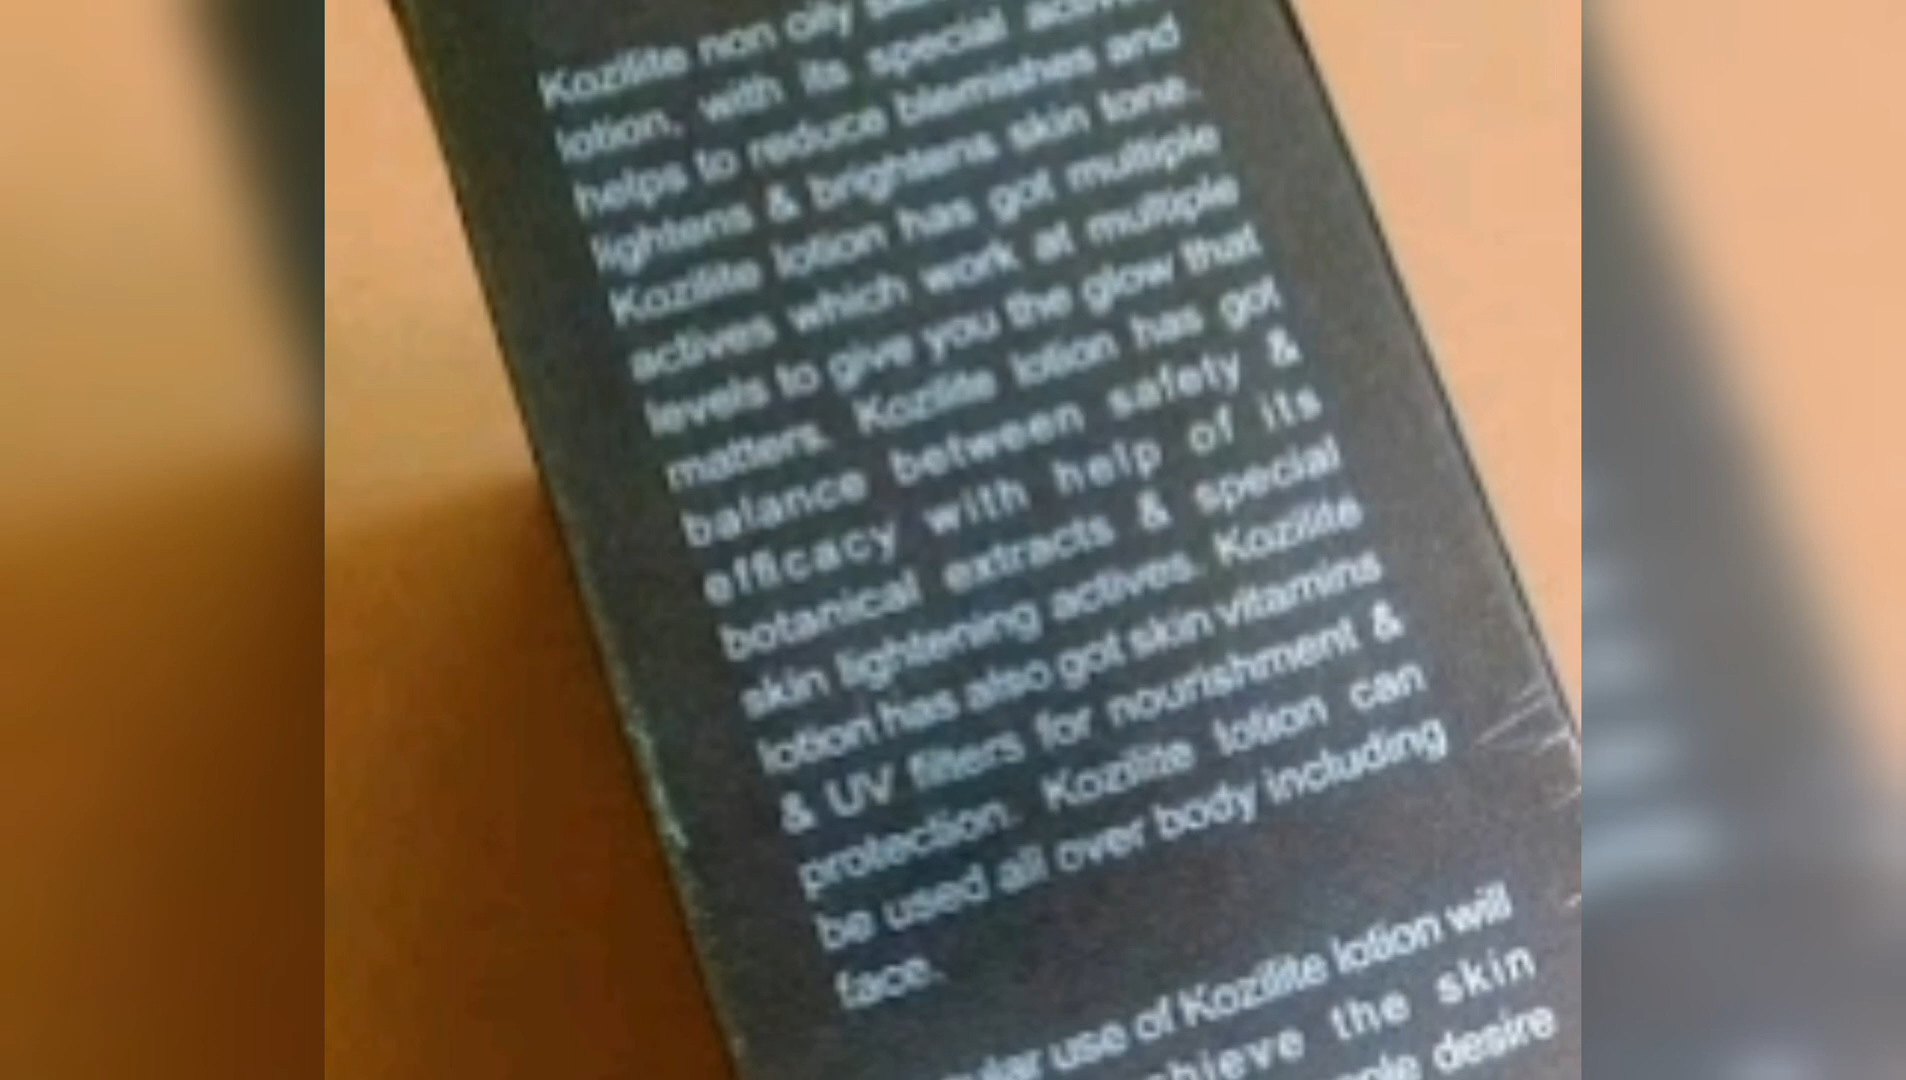 Kozilite non oily
lotion, with its special
helps to reduce blemishes and
lightens & brightens skin tone.
Kozilite lotion has got multiple
actives which work at multiple
levels to give you the glow that
matters. Kozilite lotion has got
balance between safety &
efficacy with help of its
botanical extracts & special
skin lightening actives. Kozilite
lotion has also got skin vitamins
& UV filters for nourishment &
protection. Kozilite lotion can
be used all over body including
face.
use of Kozilite lotion will
the skin
desire